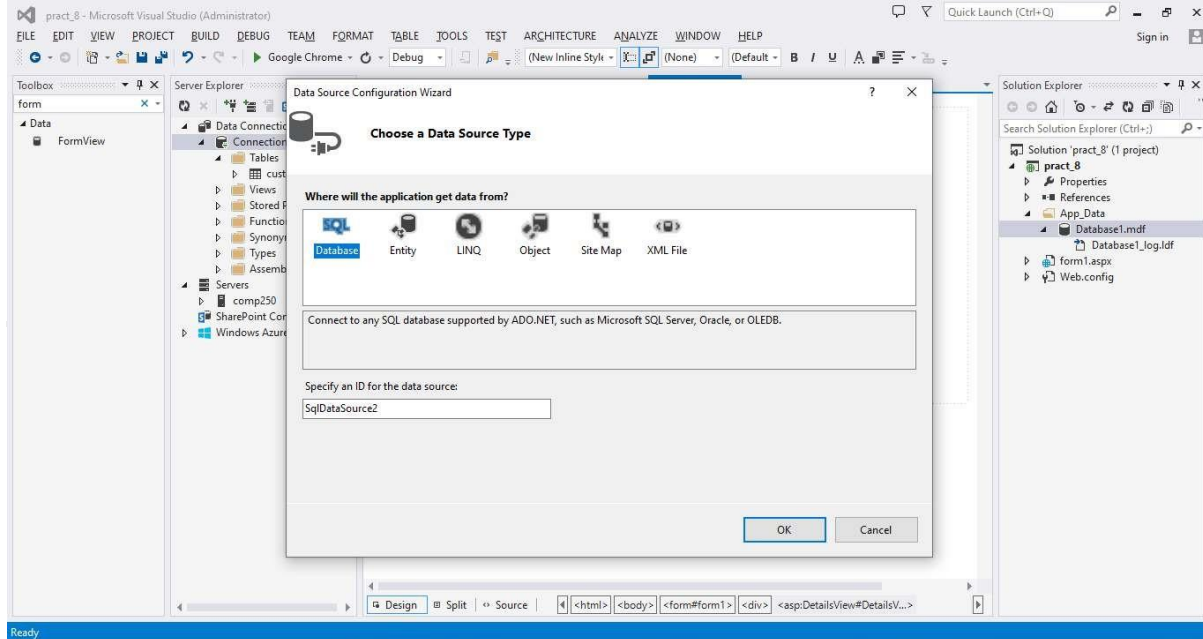 pract_8 - Microsoft Visual Studio (Administrator)
Quick Launch (Ctrl+Q)
FILE EDIT VIEW PROJECT BUILD DEBUG TEAM FORMAT TABLE TOOLS TEST ARCHITECTURE ANALYZE WINDOW HELP
Sign in
Google Chrome
Debug
(New Inline Style
(None)
(Default
B I U A
Toolbox
form
Data
FormView
Server Explorer
Data Connectio
Connection
Tables
cust
Views
Stored P
Functio
Synony
Types
Assemb
Servers
comp250
SharePoint Con
Windows Azure
Data Source Configuration Wizard
?
Choose a Data Source Type
Where will the application get data from?
SQL
Database Entity LINQ Object Site Map XML File
Connect to any SQL database supported by ADO.NET, such as Microsoft SQL Server, Oracle, or OLEDB.
Specify an ID for the data source:
SqlDataSource2
OK Cancel
Solution Explorer
Search Solution Explorer (Ctrl+;)
Solution 'pract_8' (1 project)
pract_8
Properties
References
App_Data
Database1.mdf
Database1_log.ldf
form1.aspx
Web.config
Design Split Source <html> <body> <form#form1> <div> <asp:DetailsView#DetailsV...>
Ready